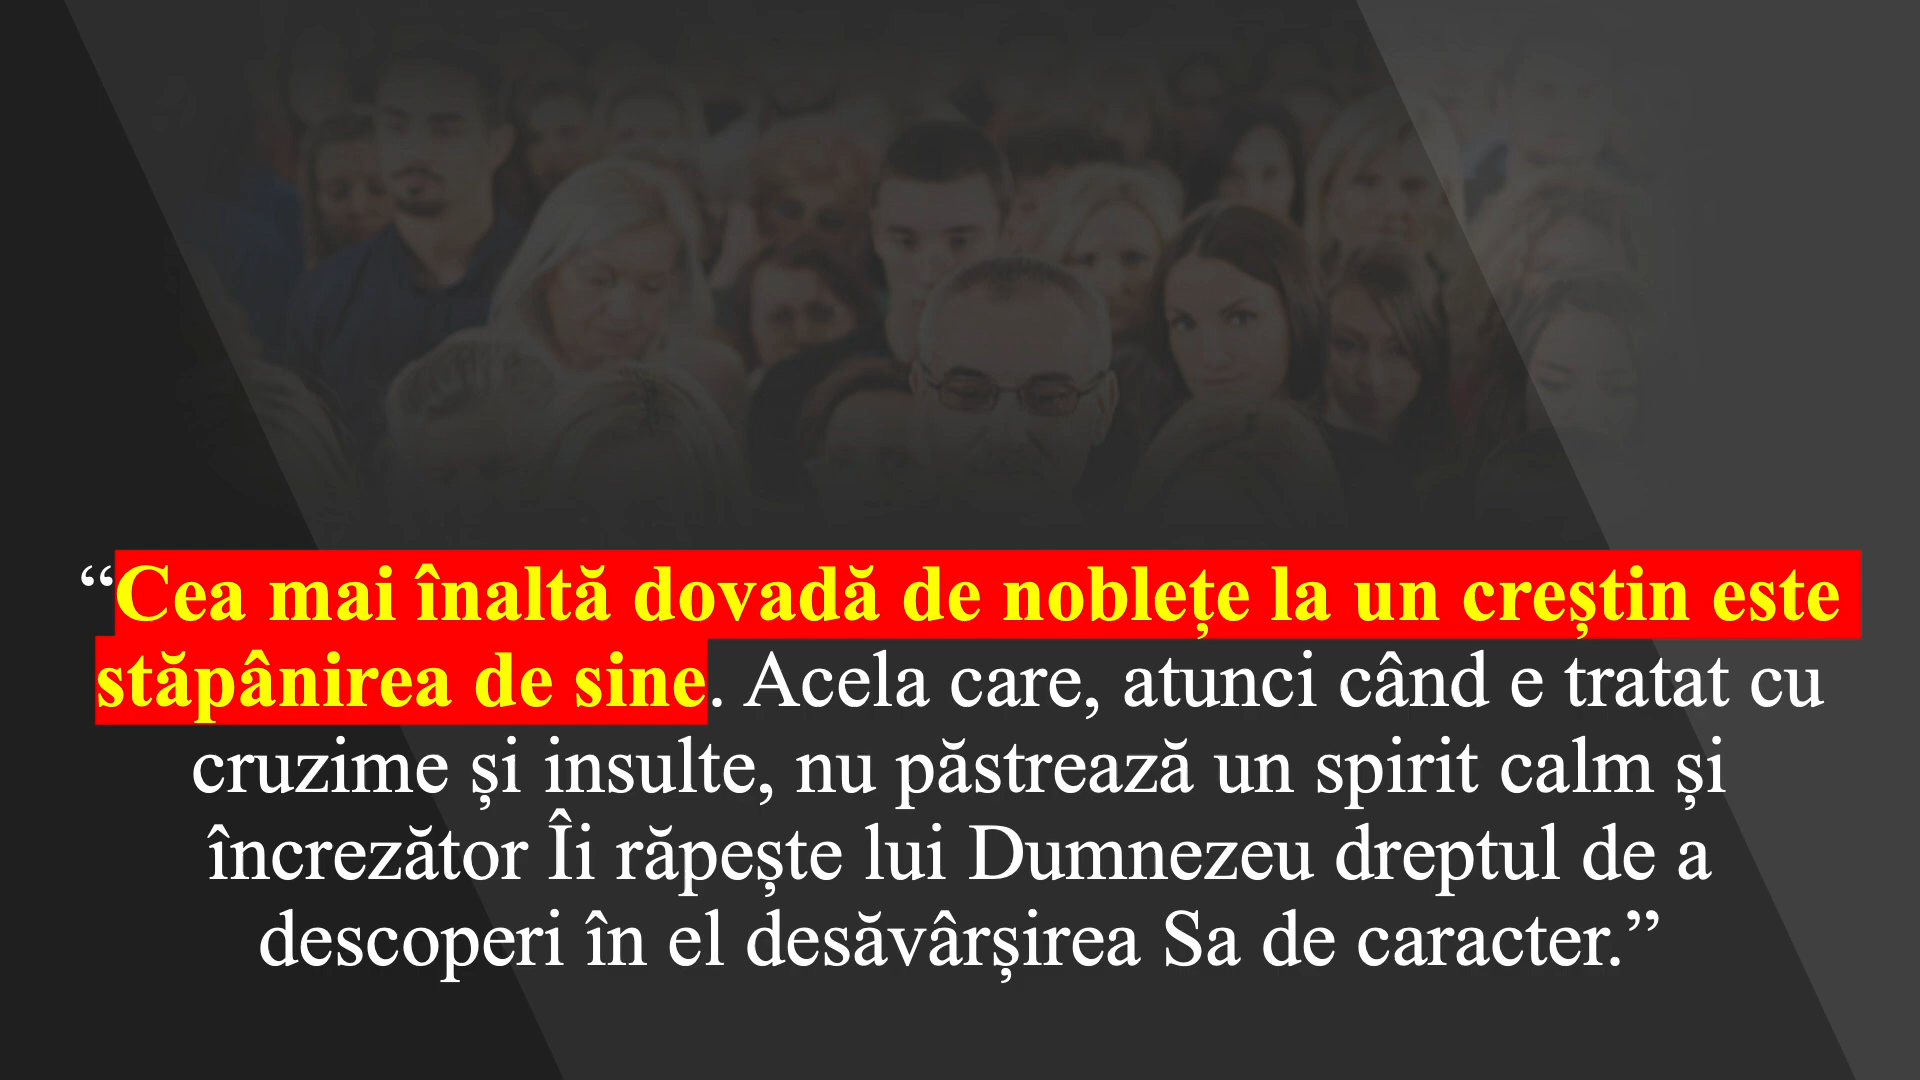 “Cea mai înaltă dovadă de noblețe la un creștin este
stăpânirea de sine. Acela care, atunci când e tratat cu
cruzime și insulte, nu păstrează un spirit calm și
încrezător Îi răpește lui Dumnezeu dreptul de a
descoperi în el desăvârșirea Sa de caracter.”